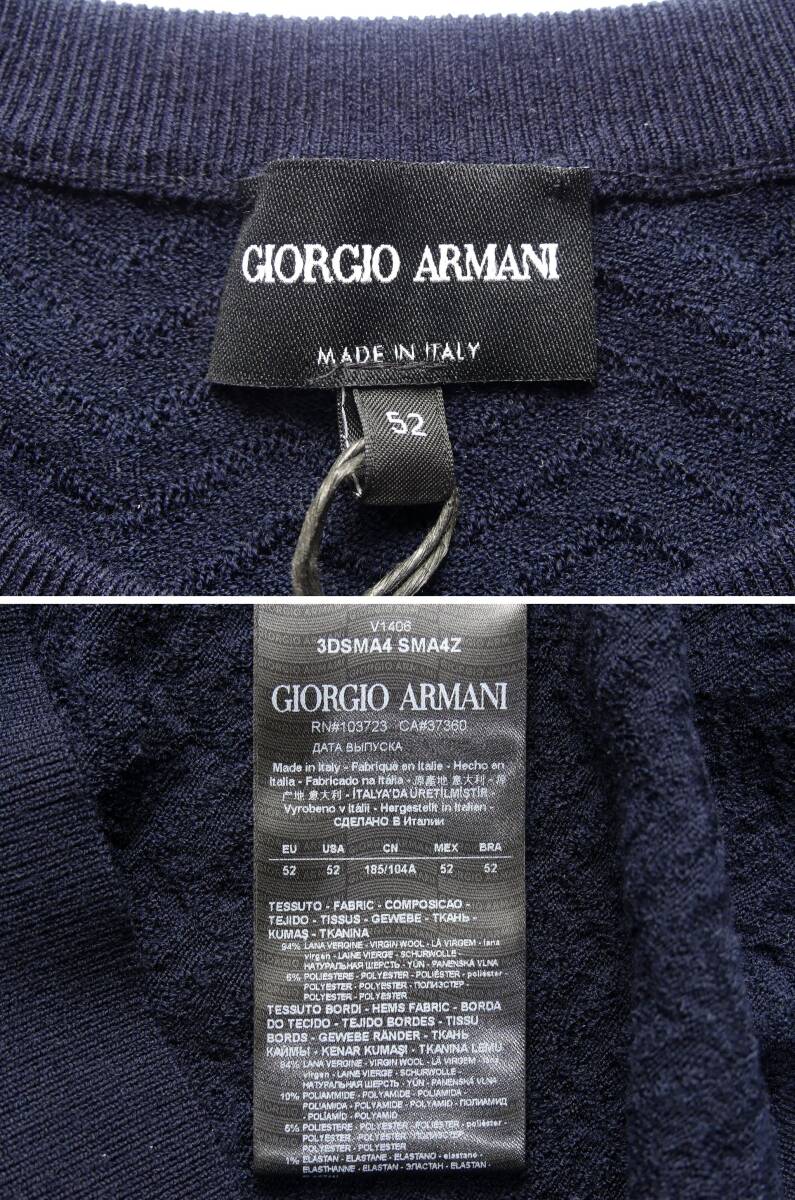 GIORGIO ARMANI
MADE IN ITALY
52
V1406
3DSMA4 SMA4Z
GIORGIO ARMANI
RN#103723 CA#37360
ДАТА ВЫПУСКА
Made in Italy - Fabriqué en Italie - Hecho en
Italia - Fabricado na Itália - 原產地 意大利 - 原
产地 意大利 - İTALYA'DA ÜRETİLMİŞTİR -
Vyrobeno v Itálii - Hergestellt in Italien -
СДЕЛАНО В Италии
EU USA CN MEX BRA
52 52 185/104A 52 52
TESSUTO - FABRIC - COMPOSICAO -
TEJIDO - TISSUS - GEWEBE - ТКАНЬ -
KUMAŞ - TKANINA
94% LANA VERGINE - VIRGIN WOOL - LÃ VIRGEM - lana
virgen - LAINE VIERGE - SCHURWOLLE -
НАТУРАЛЬНАЯ ШЕРСТЬ - YÜN - PANENSKÁ VLNA
6% POLIESTERE - POLYESTER - POLIÉSTER - poliéster -
POLYESTER - POLYESTER - ПОЛИЭСТЕР -
POLYESTER - POLYESTER
TESSUTO BORDI - HEMS FABRIC - BORDA
DO TECIDO - TEJIDO BORDES - TISSU
BORDS - GEWEBE RÄNDER - ТКАНЬ
КАЙМЫ - KENAR KUMAŞI - TKANINA LEMU
LANA VERGINE - VIRGIN WOOL - LÃ VIRGEM - lana
virgen - LAINE VIERGE - SCHURWOLLE -
НАТУРАЛЬНАЯ ШЕРСТЬ - YÜN - PANENSKÁ VLNA
10% POLIAMMIDE - POLYAMIDE - POLIAMIDA -
POLIAMIDA - POLYAMIDE - POLYAMID - ПОЛИАМИД
- POLİAMİD - POLYAMID
POLIESTERE - POLYESTER - POLIÉSTER - poliéster -
POLYESTER - POLYESTER - ПОЛИЭСТЕР -
POLYESTER - POLYESTER
1% ELASTAN - ELASTANE - ELASTANO - elastano -
ELASTHANNE - ELASTAN - ЭЛАСТАН - ELASTAN -